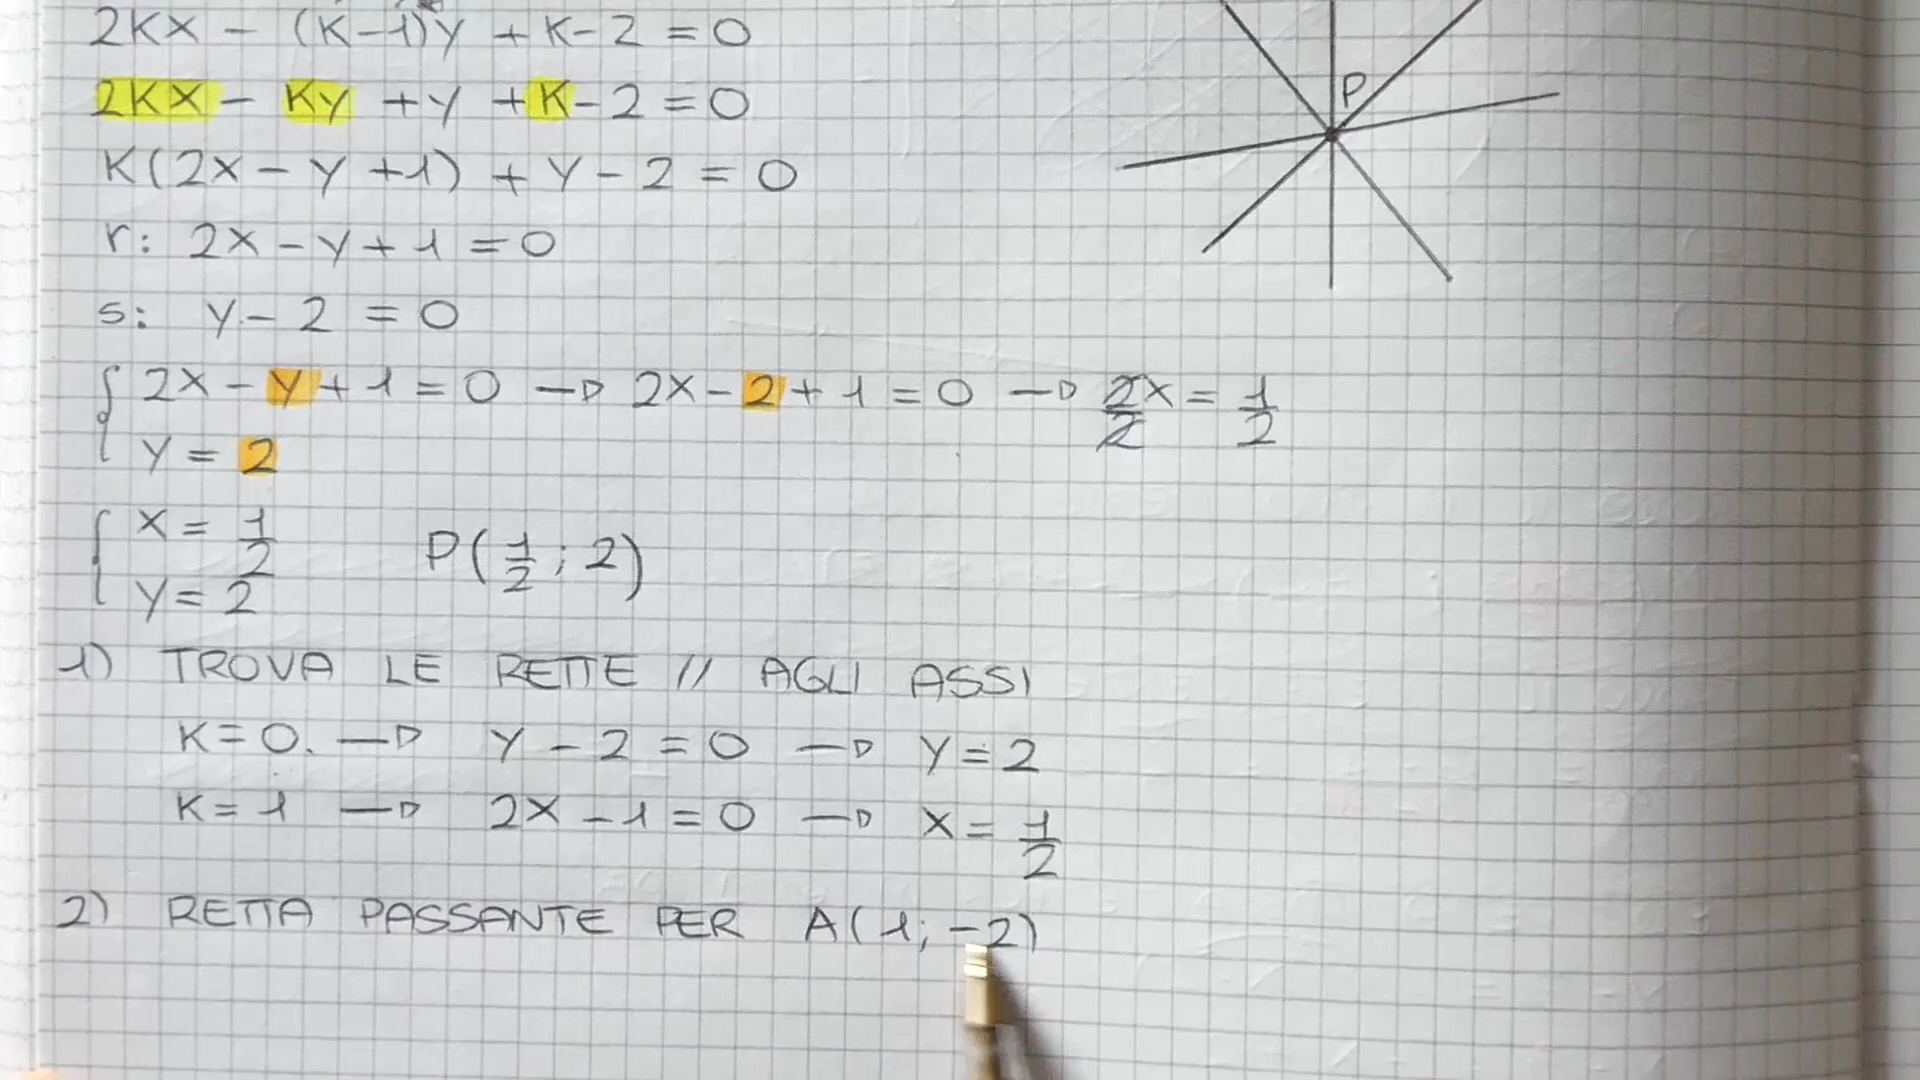 2KX - (K-1)Y + K-2 = 0
P
2KX - KY + Y + K - 2 = 0
K(2X - Y + 1) + Y - 2 = 0
r: 2X - Y + 1 = 0
s: Y - 2 = 0
{ 2X - Y + 1 = 0 → 2X - 2 + 1 = 0 → 2/2 X = 1/2
Y = 2
{ X = 1/2
P(1/2; 2)
Y = 2
1) TROVA LE RETTE // AGLI ASSI
K = 0. → Y - 2 = 0 → Y = 2
K = 1 → 2X - 1 = 0 → X = 1/2
2) RETTA PASSANTE PER A(1; -2)